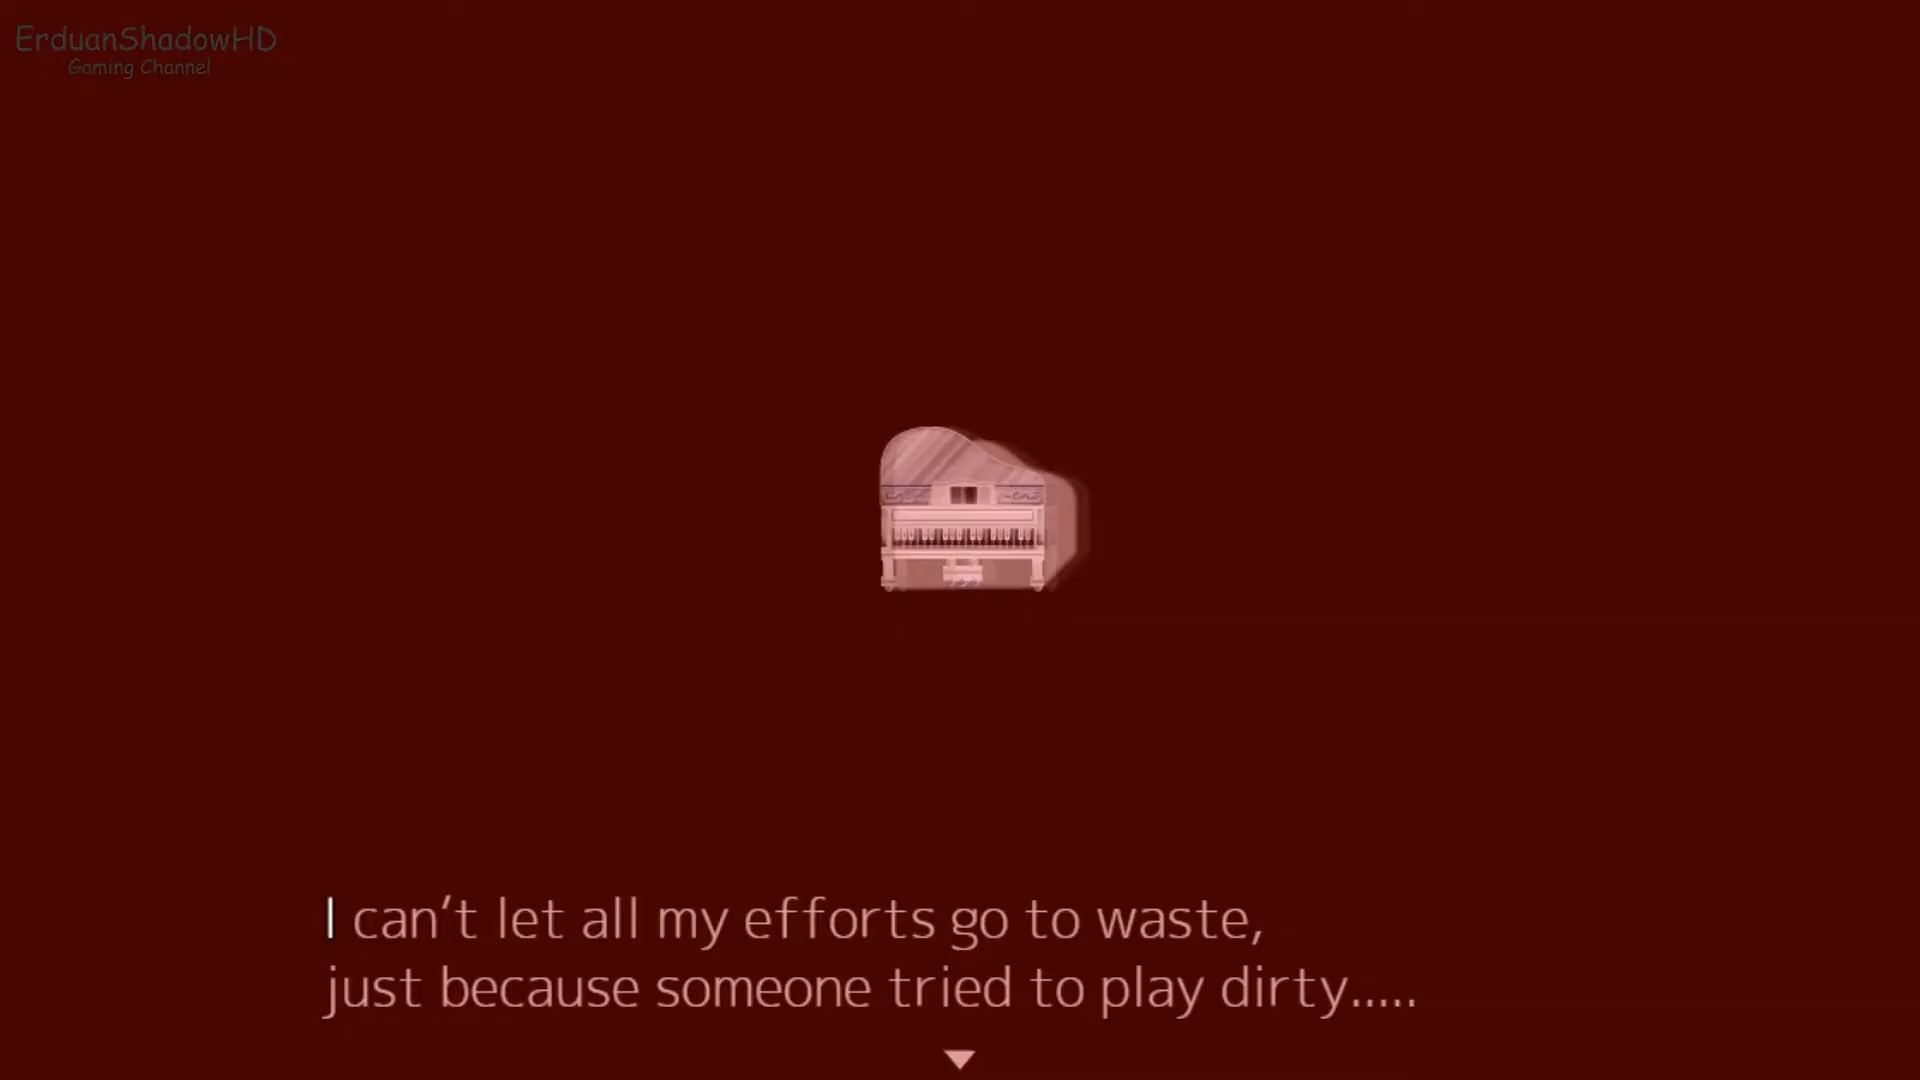 ErduanShadowHD
Gaming Channel
I can't let all my efforts go to waste,
just because someone tried to play dirty.....